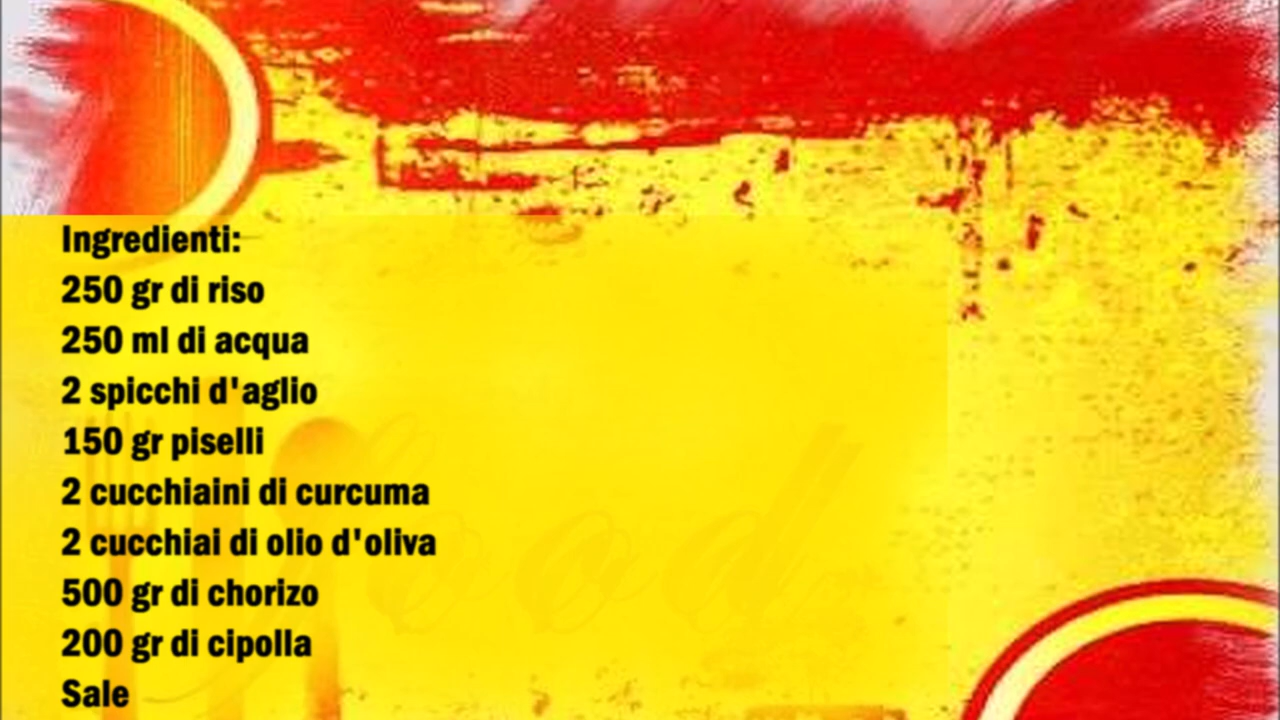 Ingredienti:
250 gr di riso
250 ml di acqua
2 spicchi d'aglio
150 gr piselli
2 cucchiaini di curcuma
2 cucchiai di olio d'oliva
500 gr di chorizo
200 gr di cipolla
Sale
food